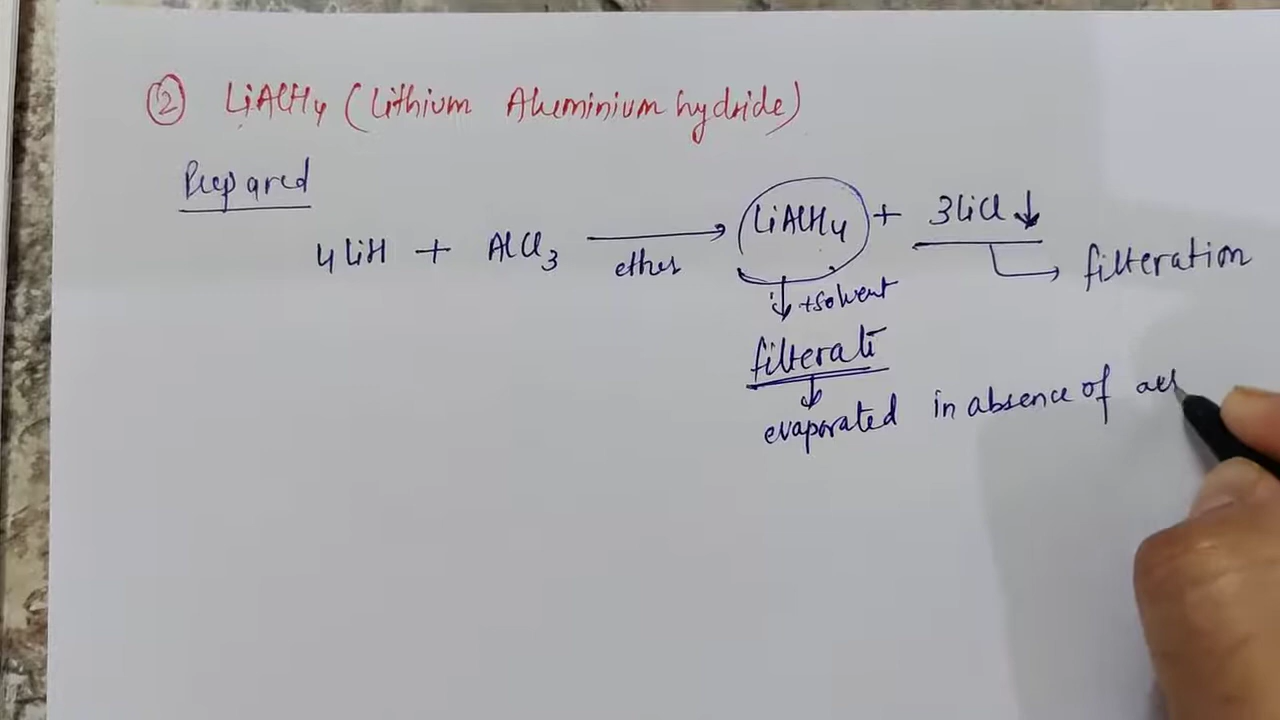 ② LiAlH4 (Lithium Aluminium hydride)
Prepared
4LiH + AlCl3 ether LiAlH4 + 3LiCl↓
filteration
+solvent
filterate
evaporated in absence of